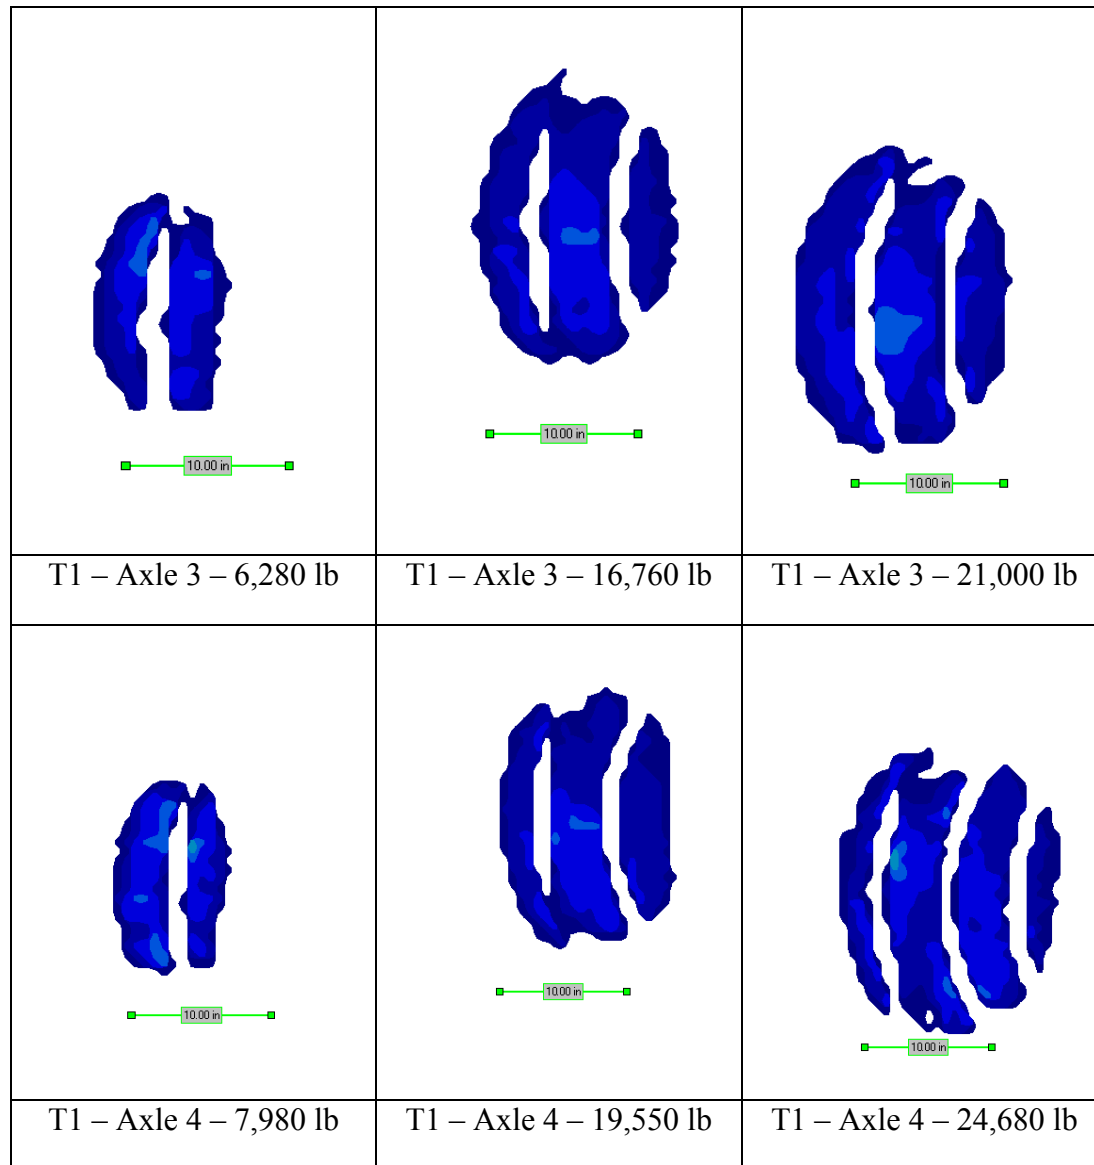 10.00 in
10.00 in
10.00 in
T1 – Axle 3 – 6,280 lb
T1 – Axle 3 – 16,760 lb
T1 – Axle 3 – 21,000 lb
10.00 in
10.00 in
10.00 in
T1 – Axle 4 – 7,980 lb
T1 – Axle 4 – 19,550 lb
T1 – Axle 4 – 24,680 lb